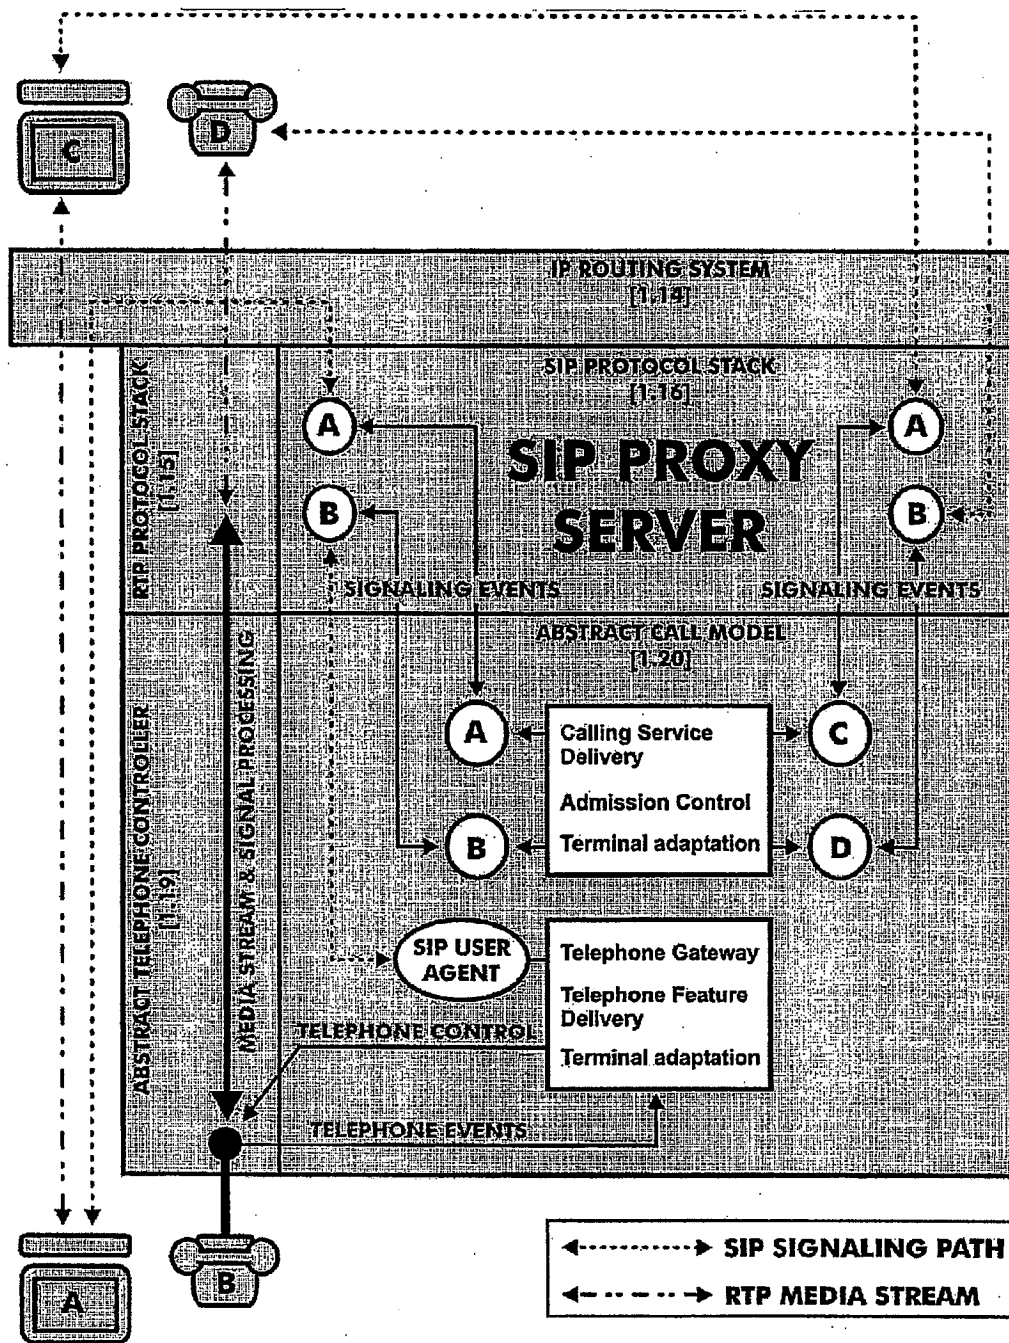 C
D
IP ROUTING SYSTEM
[1.14]
RTP PROTOCOL STACK
[1.15]
SIP PROTOCOL STACK
[1.16]
A
A
SIP PROXY
SERVER
B
B
SIGNALING EVENTS
SIGNALING EVENTS
ABSTRACT CALL MODEL
[1.20]
ABSTRACT TELEPHONE CONTROLLER
[1.19]
MEDIA STREAM & SIGNAL PROCESSING
A
Calling Service
Delivery
C
Admission Control
B
Terminal adaptation
D
SIP USER
AGENT
Telephone Gateway
Telephone Feature
Delivery
TELEPHONE CONTROL
Terminal adaptation
TELEPHONE EVENTS
A
B
SIP SIGNALING PATH
RTP MEDIA STREAM